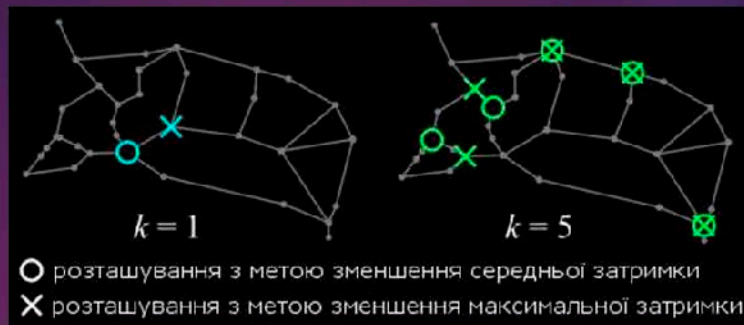 k = 1
k = 5
розташування з метою зменшення середньої затримки
розташування з метою зменшення максимальної затримки